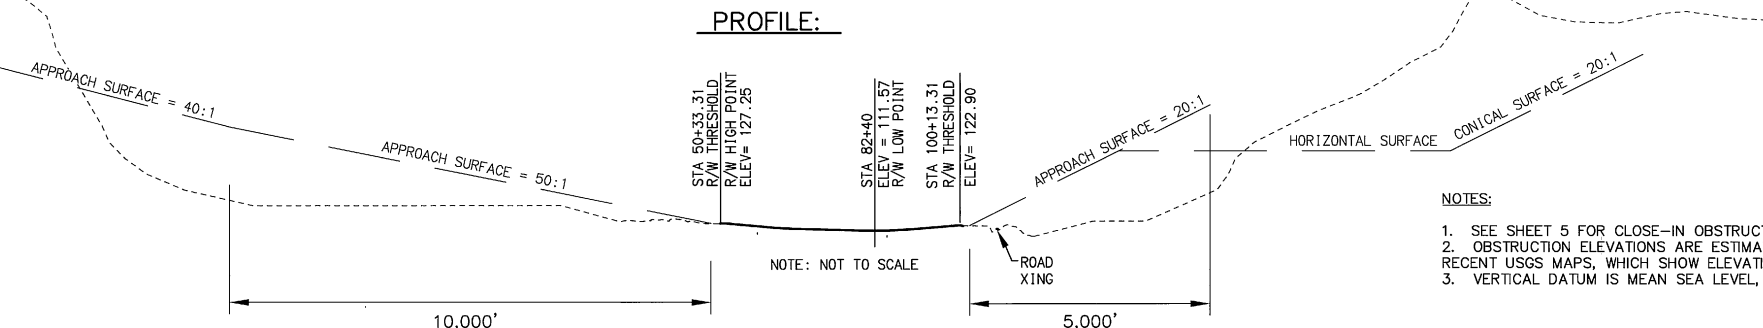 PROFILE:
APPROACH SURFACE = 40:1
APPROACH SURFACE = 50:1
STA 50+33.31
R/W THRESHOLD
R/W HIGH POINT
ELEV= 127.25
STA 82+40
ELEV = 111.57
R/W LOW POINT
STA 100+13.31
R/W THRESHOLD
ELEV= 122.90
APPROACH SURFACE = 20:1
HORIZONTAL SURFACE
CONICAL SURFACE = 20:1
NOTE: NOT TO SCALE
ROAD
XING
10.000'
5.000'
NOTES:
1. SEE SHEET 5 FOR CLOSE-IN OBSTRUCT
2. OBSTRUCTION ELEVATIONS ARE ESTIMA
RECENT USGS MAPS, WHICH SHOW ELEVATI
3. VERTICAL DATUM IS MEAN SEA LEVEL,